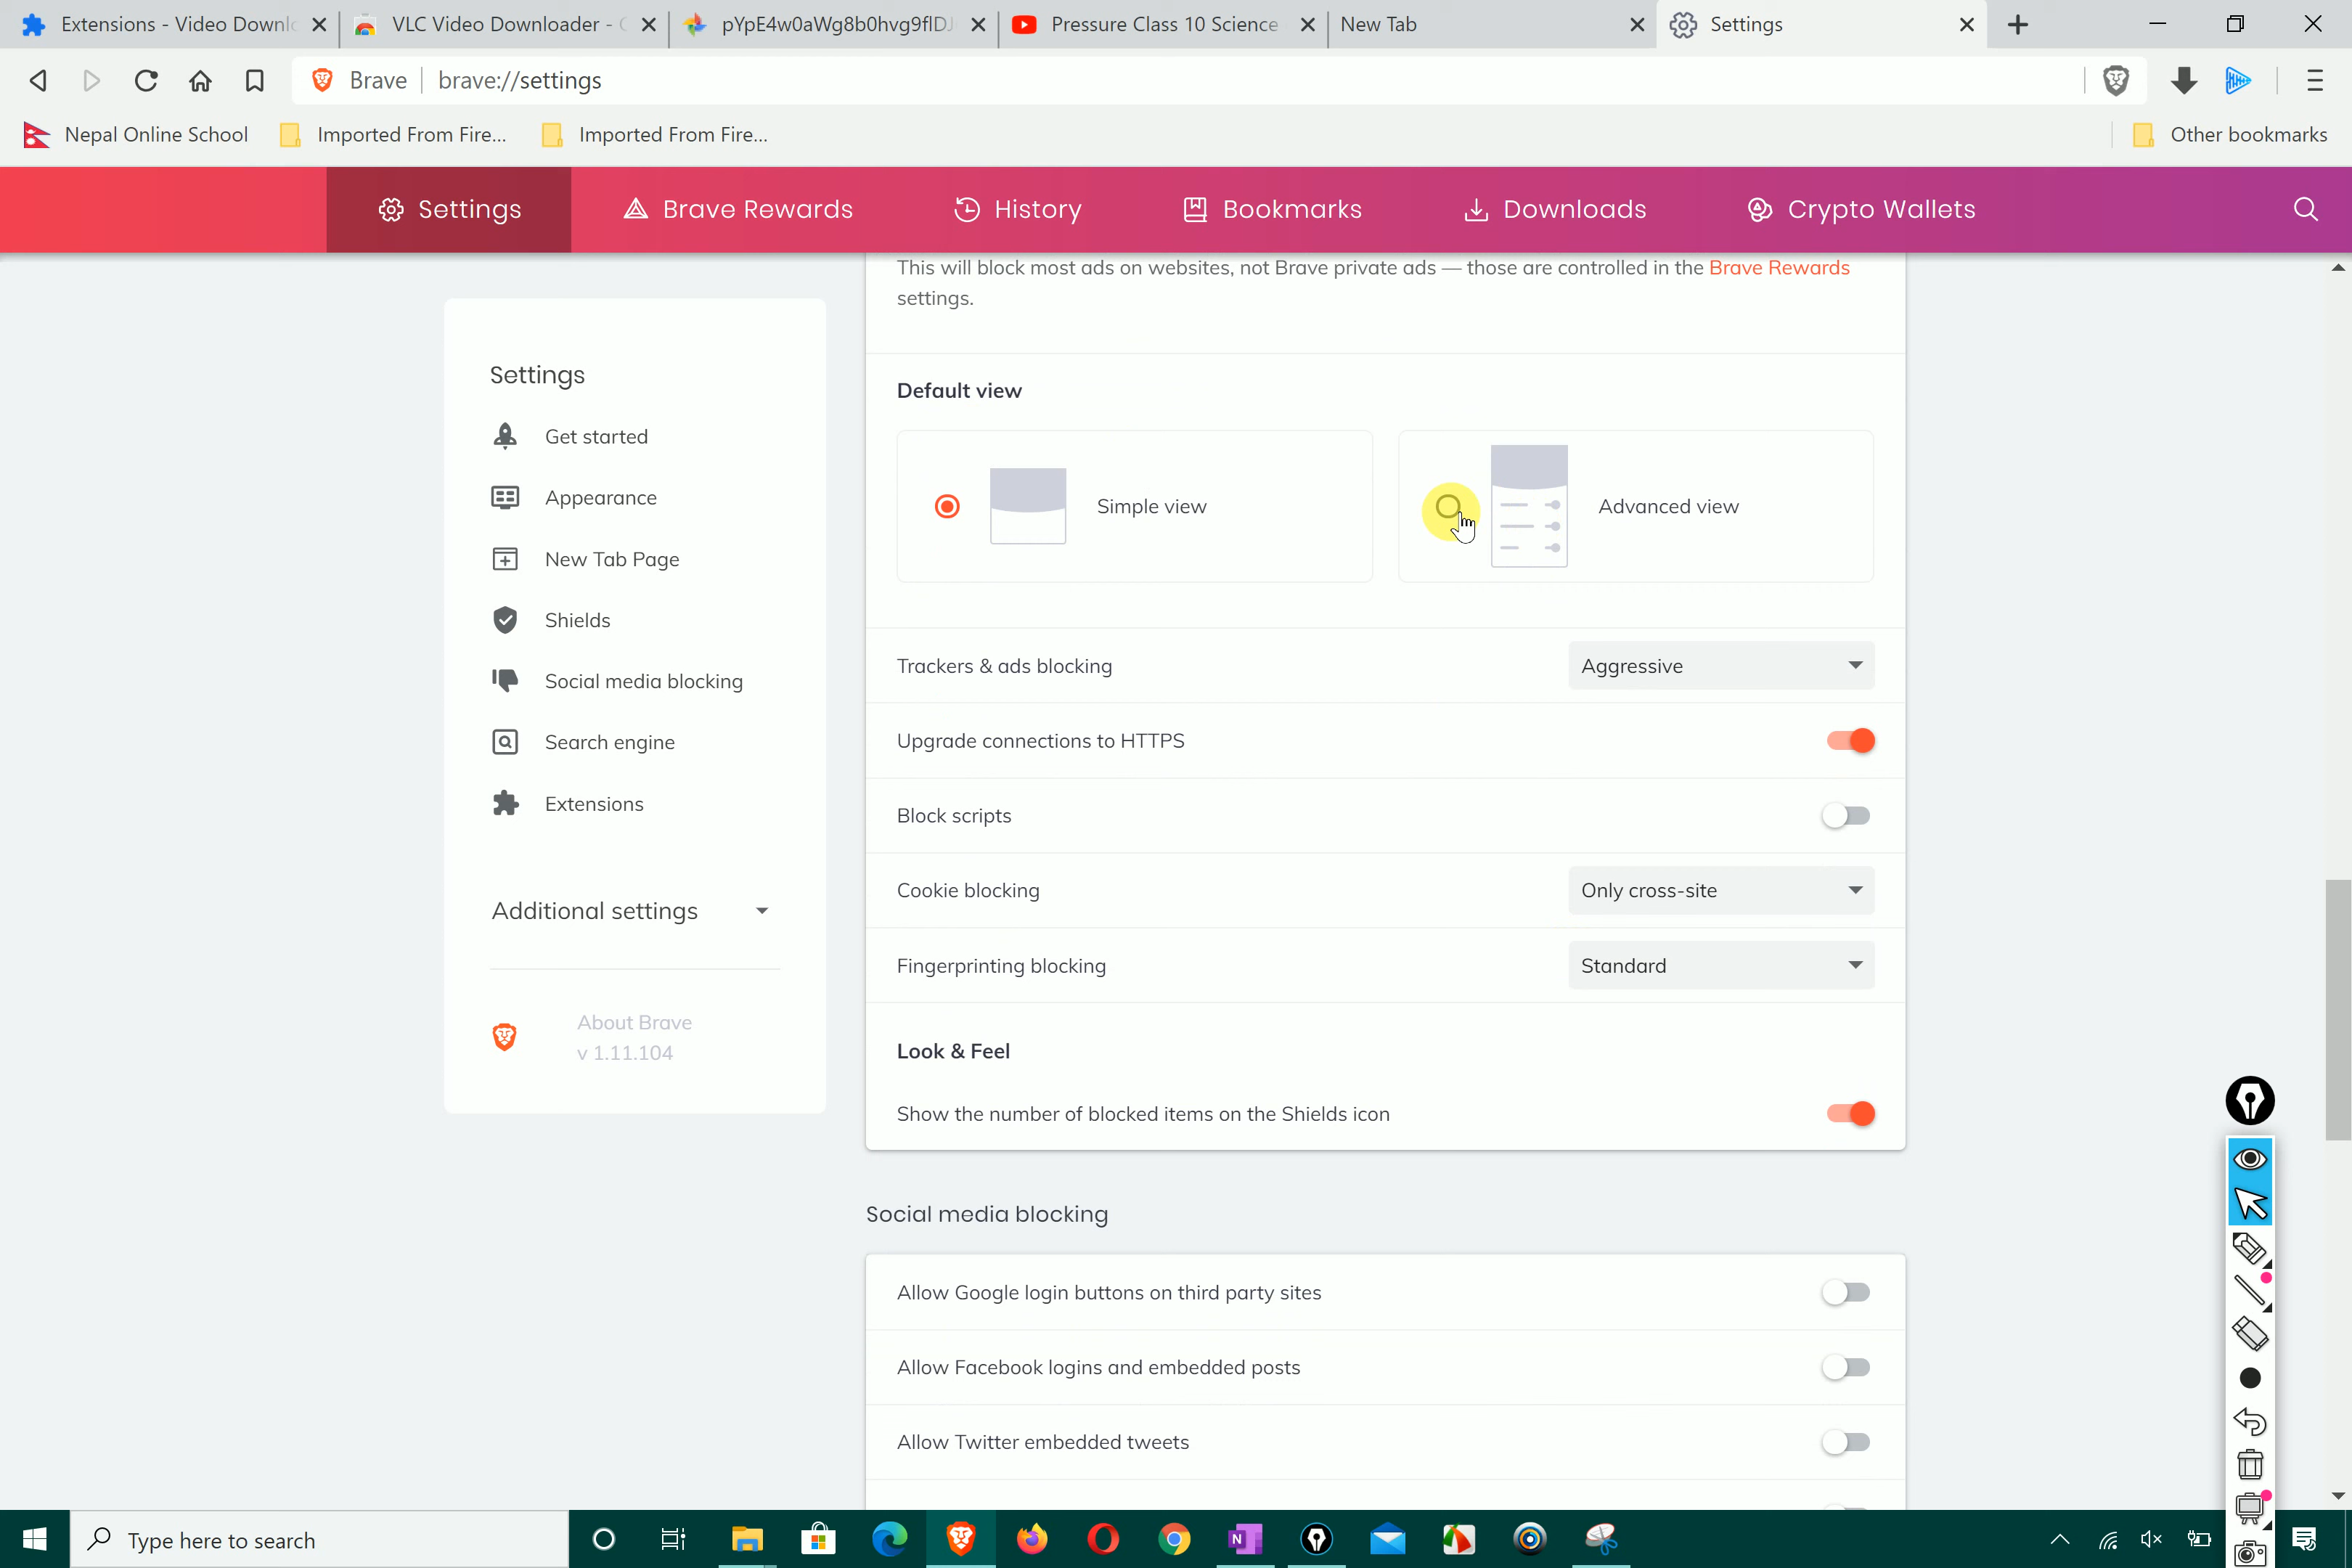 Extensions - Video Downlo
VLC Video Downloader - C
pYpE4w0aWg8b0hvg9flDJ
Pressure Class 10 Science
New Tab
Settings
Brave
brave://settings
Nepal Online School
Imported From Fire...
Imported From Fire...
Other bookmarks
Settings
Brave Rewards
History
Bookmarks
Downloads
Crypto Wallets
This will block most ads on websites, not Brave private ads — those are controlled in the Brave Rewards
settings.
Settings
Get started
Appearance
New Tab Page
Shields
Social media blocking
Search engine
Extensions
Additional settings
About Brave
v 1.11.104
Default view
Simple view
Advanced view
Trackers & ads blocking
Aggressive
Upgrade connections to HTTPS
Block scripts
Cookie blocking
Only cross-site
Fingerprinting blocking
Standard
Look & Feel
Show the number of blocked items on the Shields icon
Social media blocking
Allow Google login buttons on third party sites
Allow Facebook logins and embedded posts
Allow Twitter embedded tweets
Type here to search